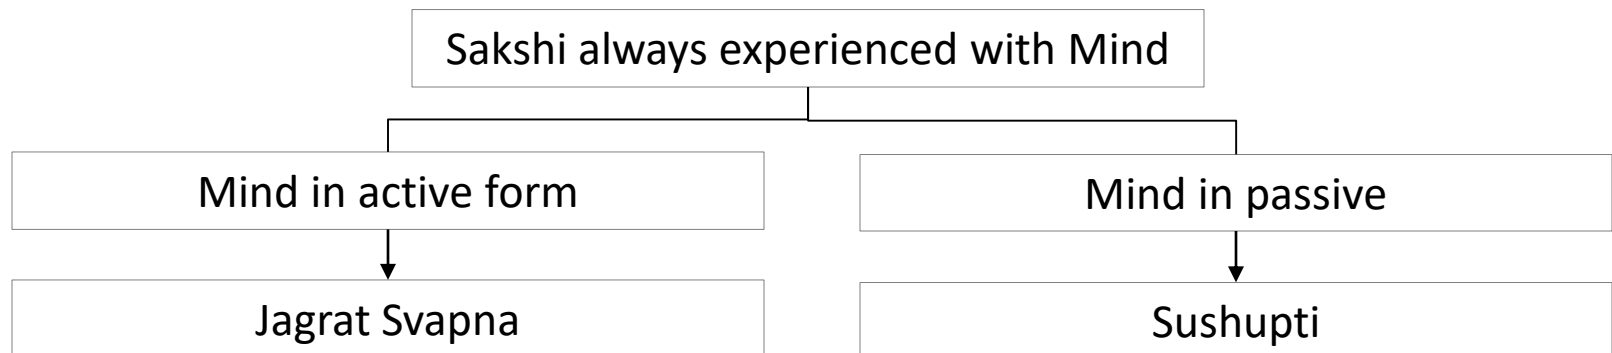 Sakshi always experienced with Mind
Mind in active form
Mind in passive
Jagrat Svapna
Sushupti